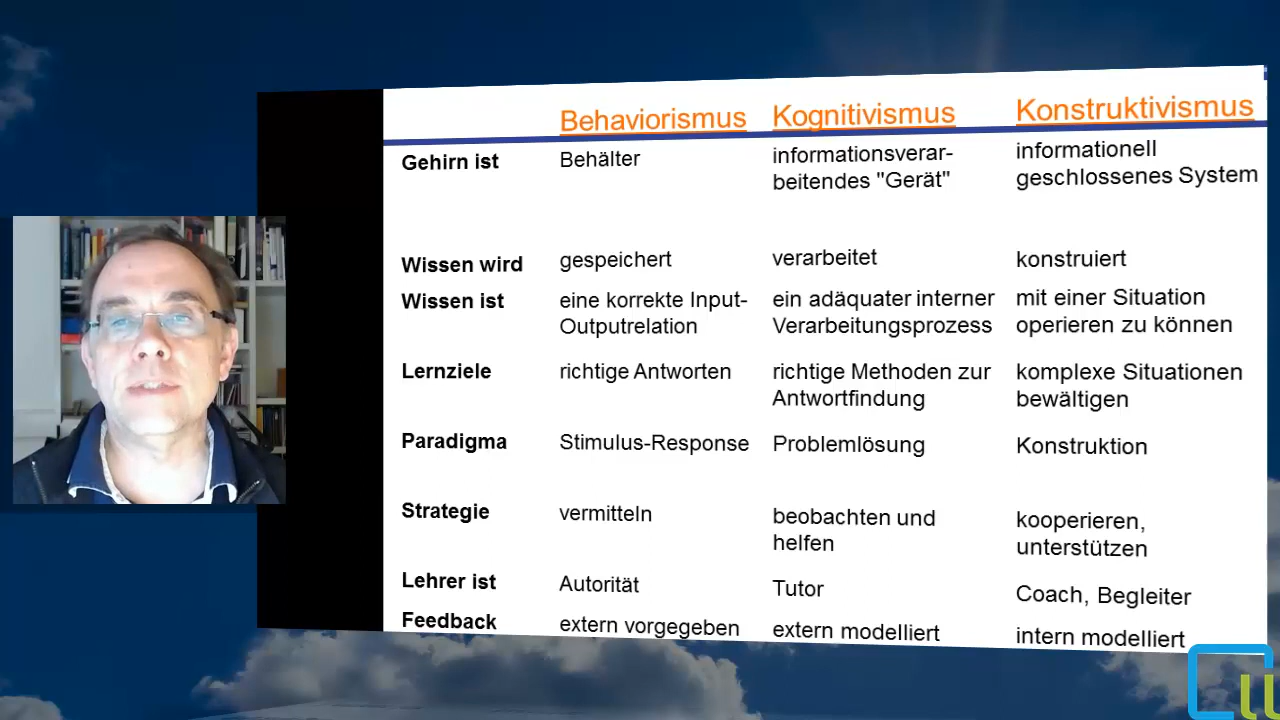 Behaviorismus Kognitivismus Konstruktivismus
Gehirn ist Behälter informationsverar- informationell
beitendes "Gerät" geschlossenes System
Wissen wird gespeichert verarbeitet konstruiert
Wissen ist eine korrekte Input- ein adäquater interner mit einer Situation
Outputrelation Verarbeitungsprozess operieren zu können
Lernziele richtige Antworten richtige Methoden zur komplexe Situationen
Antwortfindung bewältigen
Paradigma Stimulus-Response Problemlösung Konstruktion
Strategie vermitteln beobachten und kooperieren,
helfen unterstützen
Lehrer ist Autorität Tutor Coach, Begleiter
Feedback extern vorgegeben extern modelliert intern modelliert